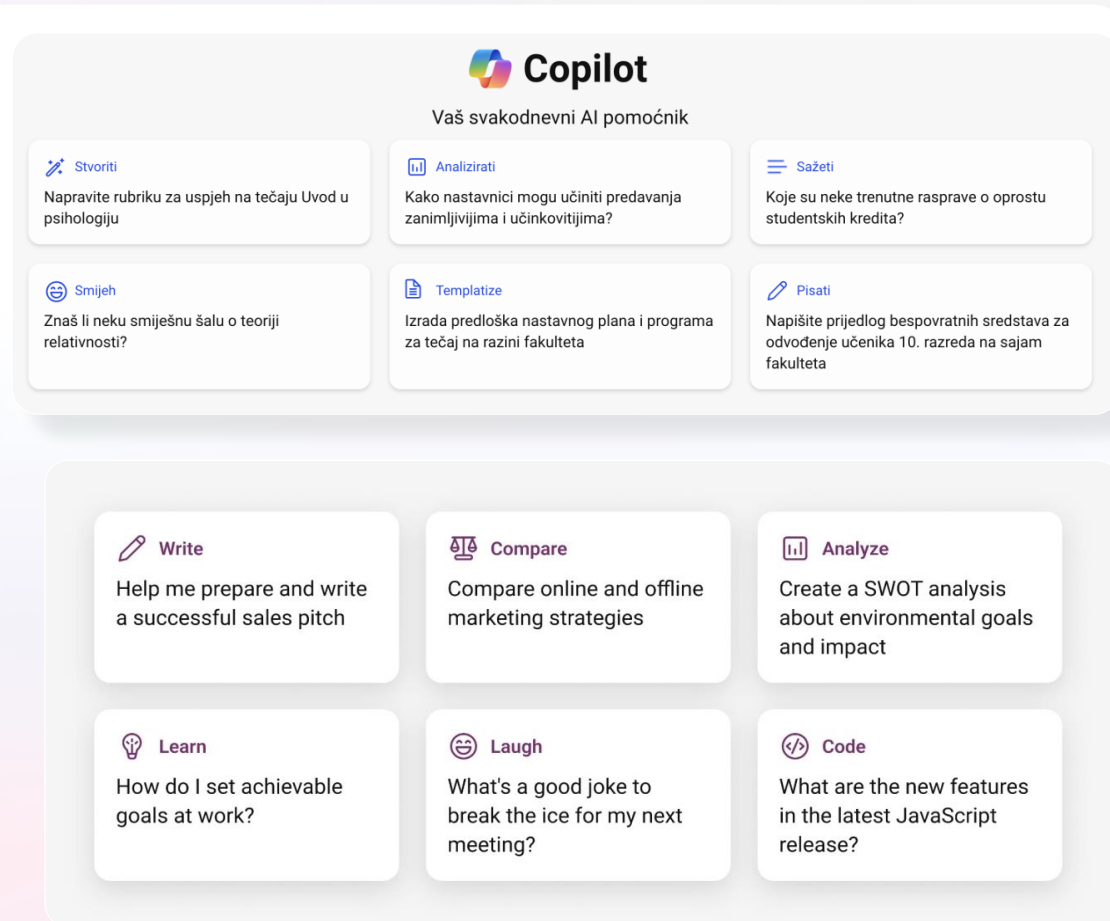 Copilot
Vaš svakodnevni AI pomoćnik
Stvoriti
Napravite rubriku za uspjeh na tečaju Uvod u
psihologiju
Analizirati
Kako nastavnici mogu učiniti predavanja
zanimljivijima i učinkovitijima?
Sažeti
Koje su neke trenutne rasprave o oprostu
studentskih kredita?
Smijeh
Znaš li neku smiješnu šalu o teoriji
relativnosti?
Templatize
Izrada predloška nastavnog plana i programa
za tečaj na razini fakulteta
Pisati
Napišite prijedlog bespovratnih sredstava za
odvođenje učenika 10. razreda na sajam
fakulteta
Write
Help me prepare and write
a successful sales pitch
Compare
Compare online and offline
marketing strategies
Analyze
Create a SWOT analysis
about environmental goals
and impact
Learn
How do I set achievable
goals at work?
Laugh
What's a good joke to
break the ice for my next
meeting?
Code
What are the new features
in the latest JavaScript
release?